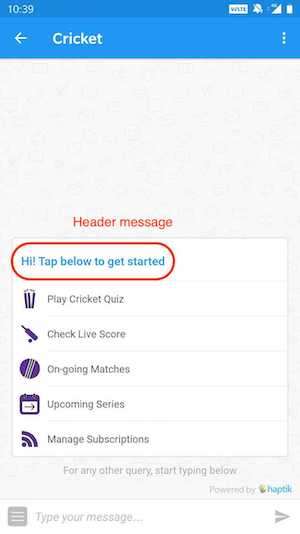 10:39
VoLTE
4G
Cricket
Header message
Hi! Tap below to get started
Play Cricket Quiz
Check Live Score
On-going Matches
Upcoming Series
Manage Subscriptions
For any other query, start typing below
Powered by haptik
Type your message....